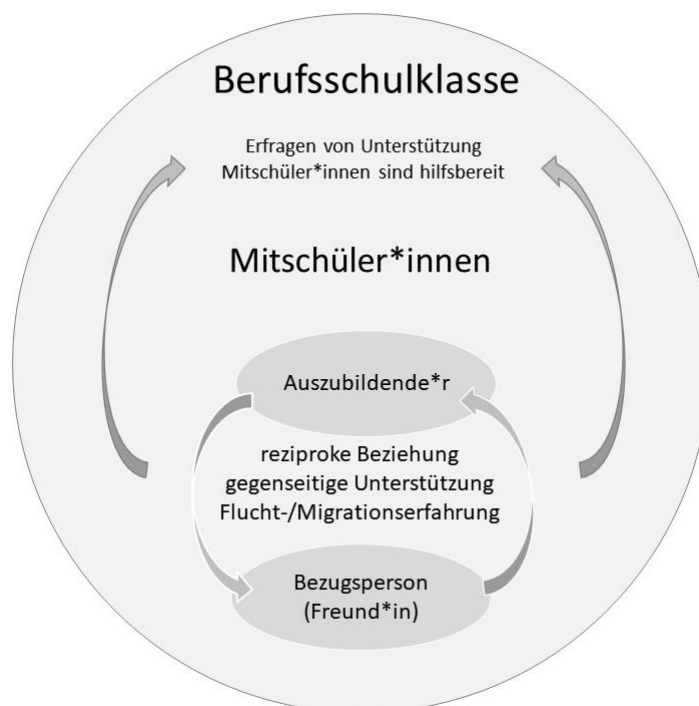 Berufsschulklasse
Erfragen von Unterstützung
Mitschüler*innen sind hilfsbereit
Mitschüler*innen
Auszubildende*r
reziproke Beziehung
gegenseitige Unterstützung
Flucht-/Migrationserfahrung
Bezugsperson
(Freund*in)